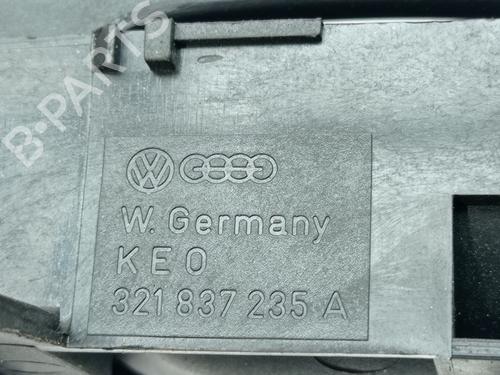 B-PARTS
W. Germany
KEO
321 837 235 A